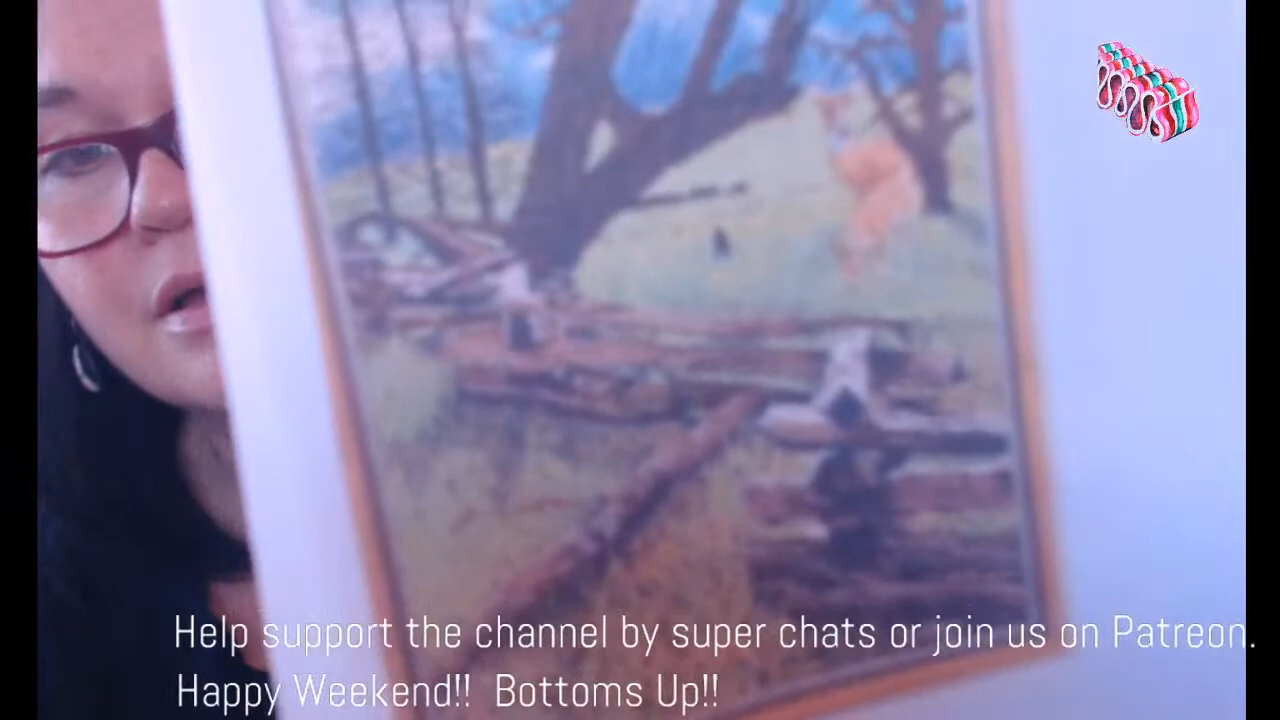 Help support the channel by super chats or join us on Patreon.
Happy Weekend!! Bottoms Up!!